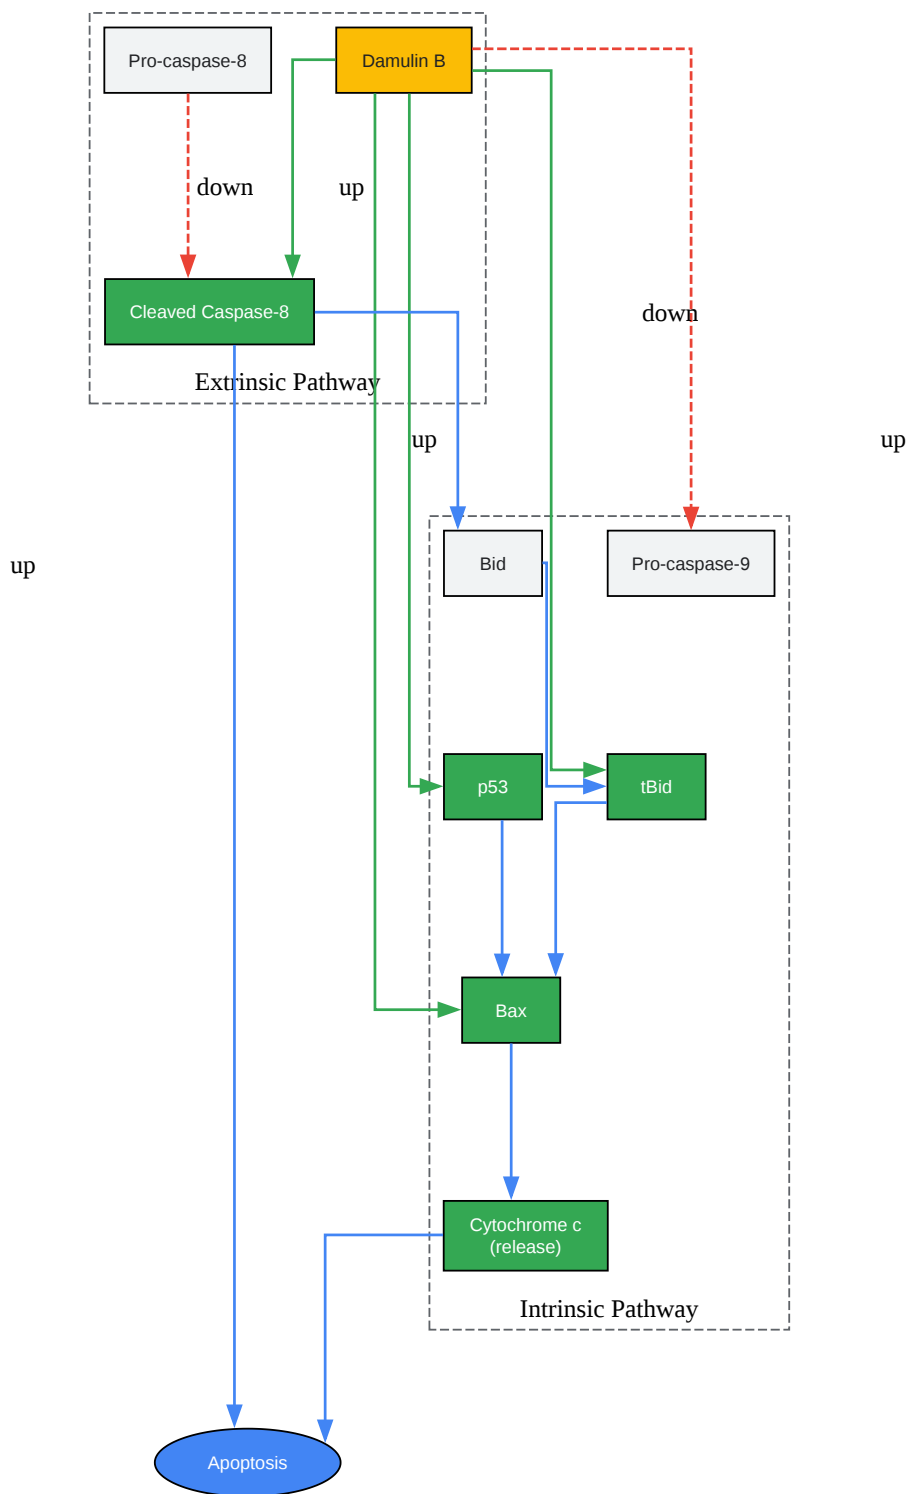 Pro-caspase-8
Damulin B
down
up
Cleaved Caspase-8
down
Extrinsic Pathway
up
up
Bid
Pro-caspase-9
up
p53
tBid
Bax
Cytochrome c
(release)
Intrinsic Pathway
Apoptosis